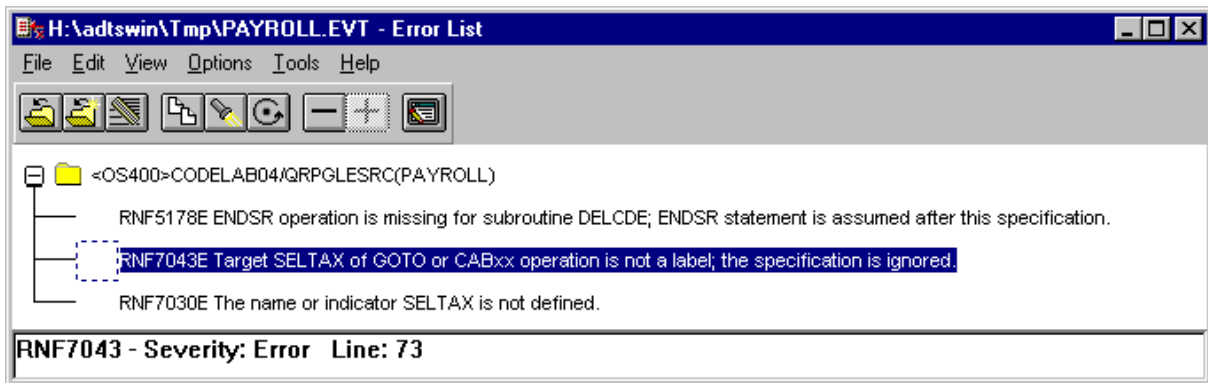 H:\adtswin\Tmp\PAYROLL.EVT - Error List
File Edit View Options Tools Help
<OS400>CODELAB04/QRPGLESRC(PAYROLL)
RNF5178E ENDSR operation is missing for subroutine DELCDE; ENDSR statement is assumed after this specification.
RNF7043E Target SELTAX of GOTO or CABxx operation is not a label; the specification is ignored.
RNF7030E The name or indicator SELTAX is not defined.
RNF7043 - Severity: Error Line: 73